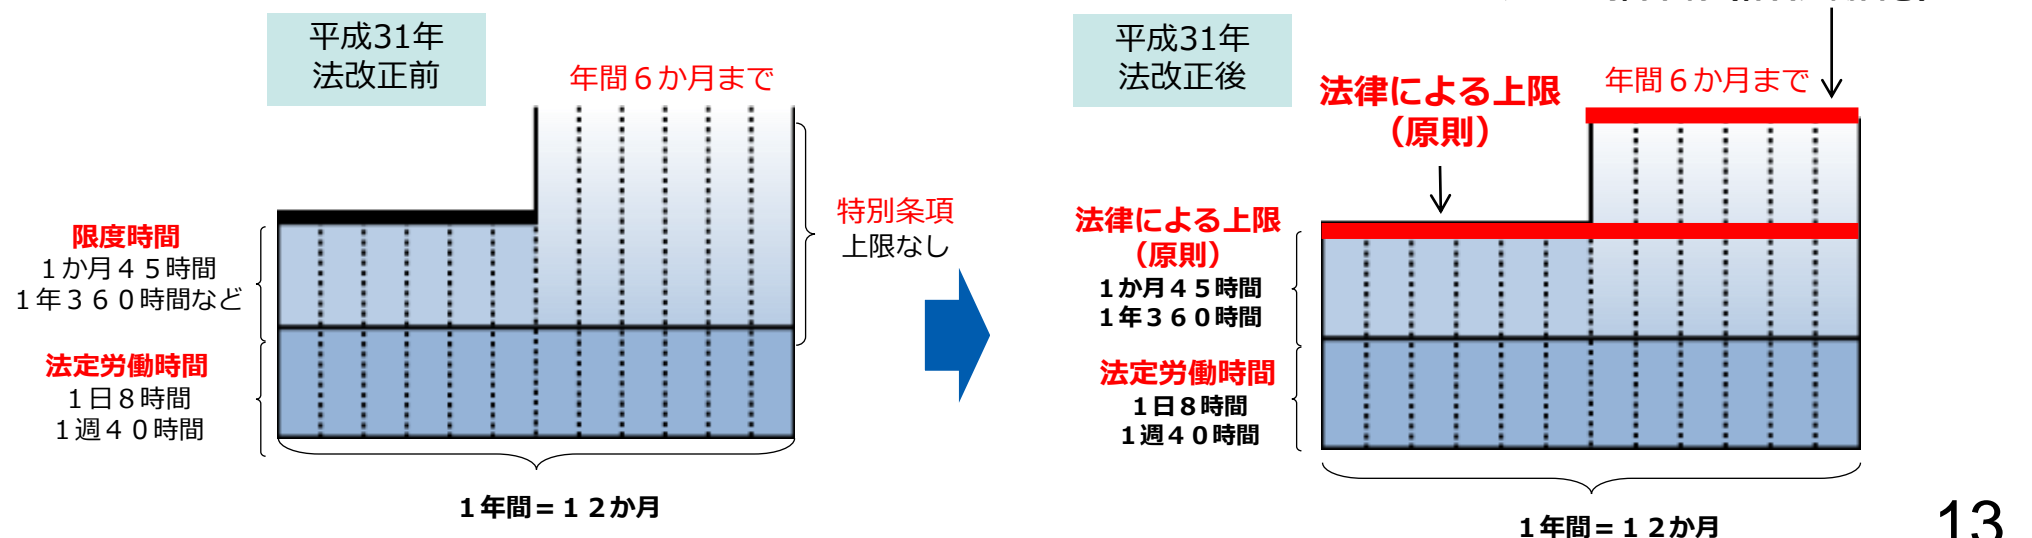 平成31年
法改正前
年間６か月まで
限度時間
１か月４５時間
１年３６０時間など
法定労働時間
１日８時間
１週４０時間
特別条項
上限なし
１年間＝１２か月
平成31年
法改正後
法律による上限
（原則）
年間６か月まで
法律による上限
（原則）
１か月４５時間
１年３６０時間
法定労働時間
１日８時間
１週４０時間
１年間＝１２か月
13